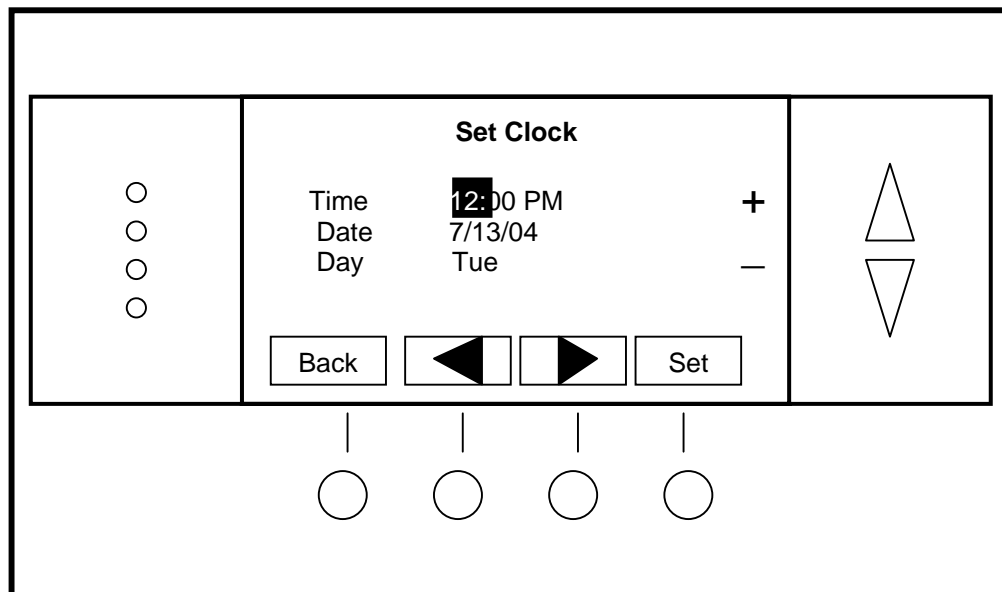 Set Clock
Time 12:00 PM +
Date 7/13/04
Day Tue –
Back Set